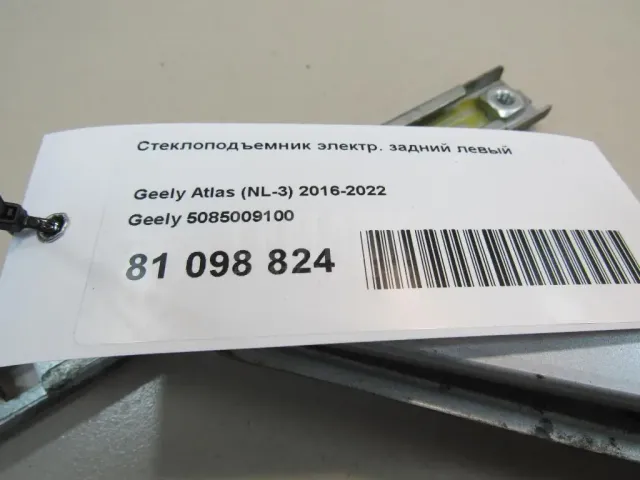 Стеклоподъемник электр. задний левый
Geely Atlas (NL-3) 2016-2022
Geely 5085009100
81 098 824